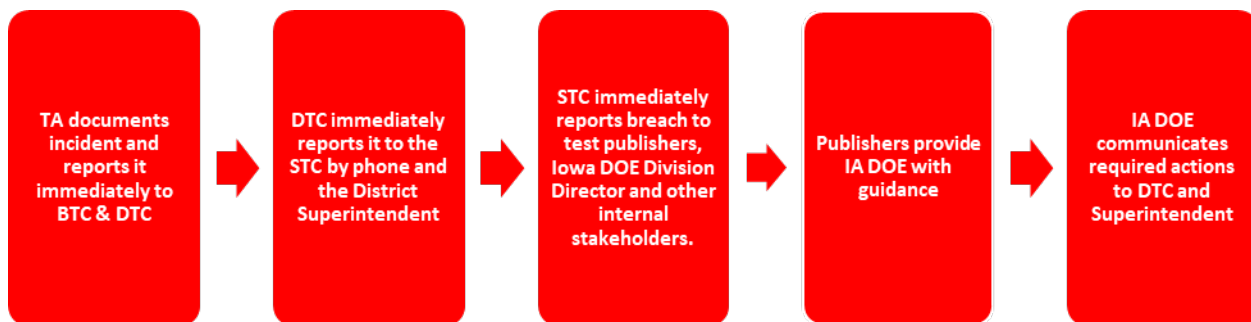 TA documents
incident and
reports it
immediately to
BTC & DTC
DTC immediately
reports it to the
STC by phone and
the District
Superintendent
STC immediately
reports breach to
test publishers,
Iowa DOE Division
Director and other
internal
stakeholders.
Publishers provide
IA DOE with
guidance
IA DOE
communicates
required actions
to DTC and
Superintendent